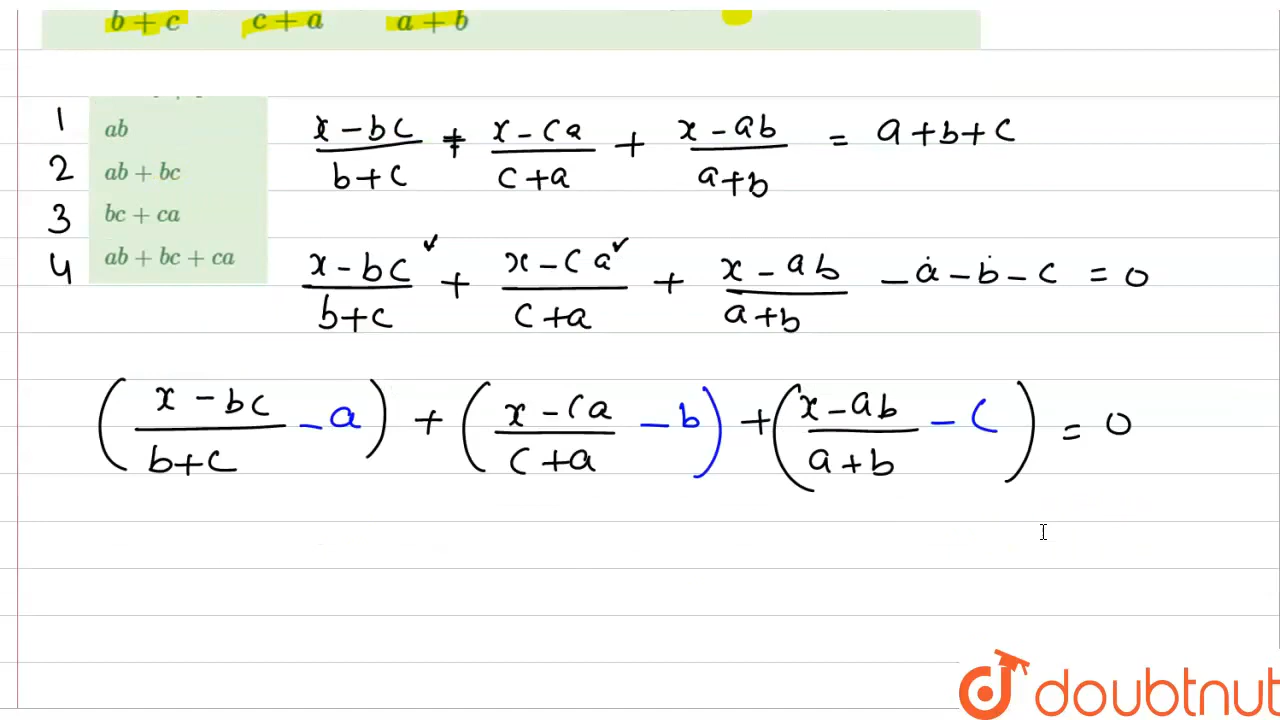 b + c c + a a + b
1 ab
2 ab + bc
3 bc + ca
4 ab + bc + ca
x - bc / b+c + x - ca / c+a + x - ab / a+b = a+b+c
x - bc / b+c + x - ca / c+a + x - ab / a+b - a - b - c = 0
(x - bc / b+c - a) + (x - ca / c+a - b) + (x - ab / a+b - c) = 0
doubtnut